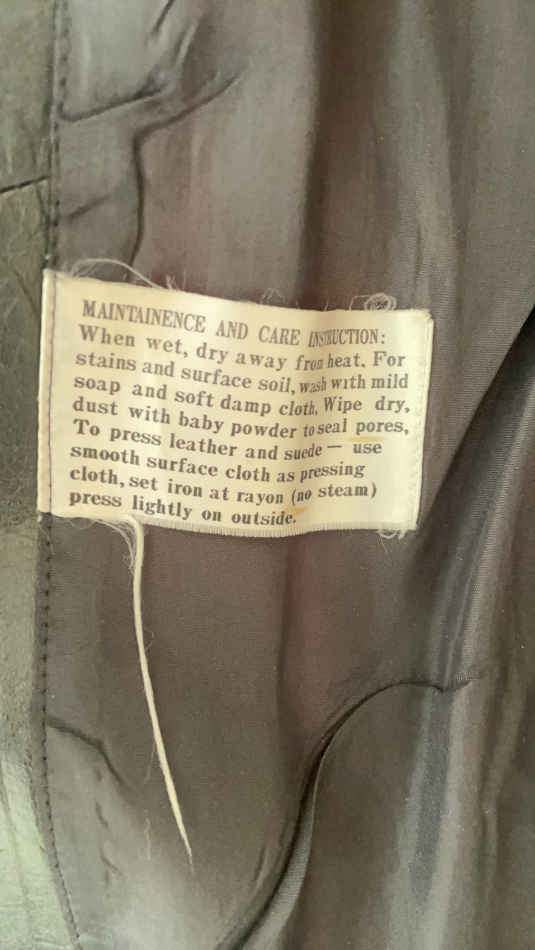 MAINTAINENCE AND CARE INSTRUCTION:
When wet, dry away from heat. For
stains and surface soil, wash with mild
soap and soft damp cloth. Wipe dry,
dust with baby powder to seal pores.
To press leather and suede — use
smooth surface cloth as pressing
cloth, set iron at rayon (no steam)
press lightly on outside.